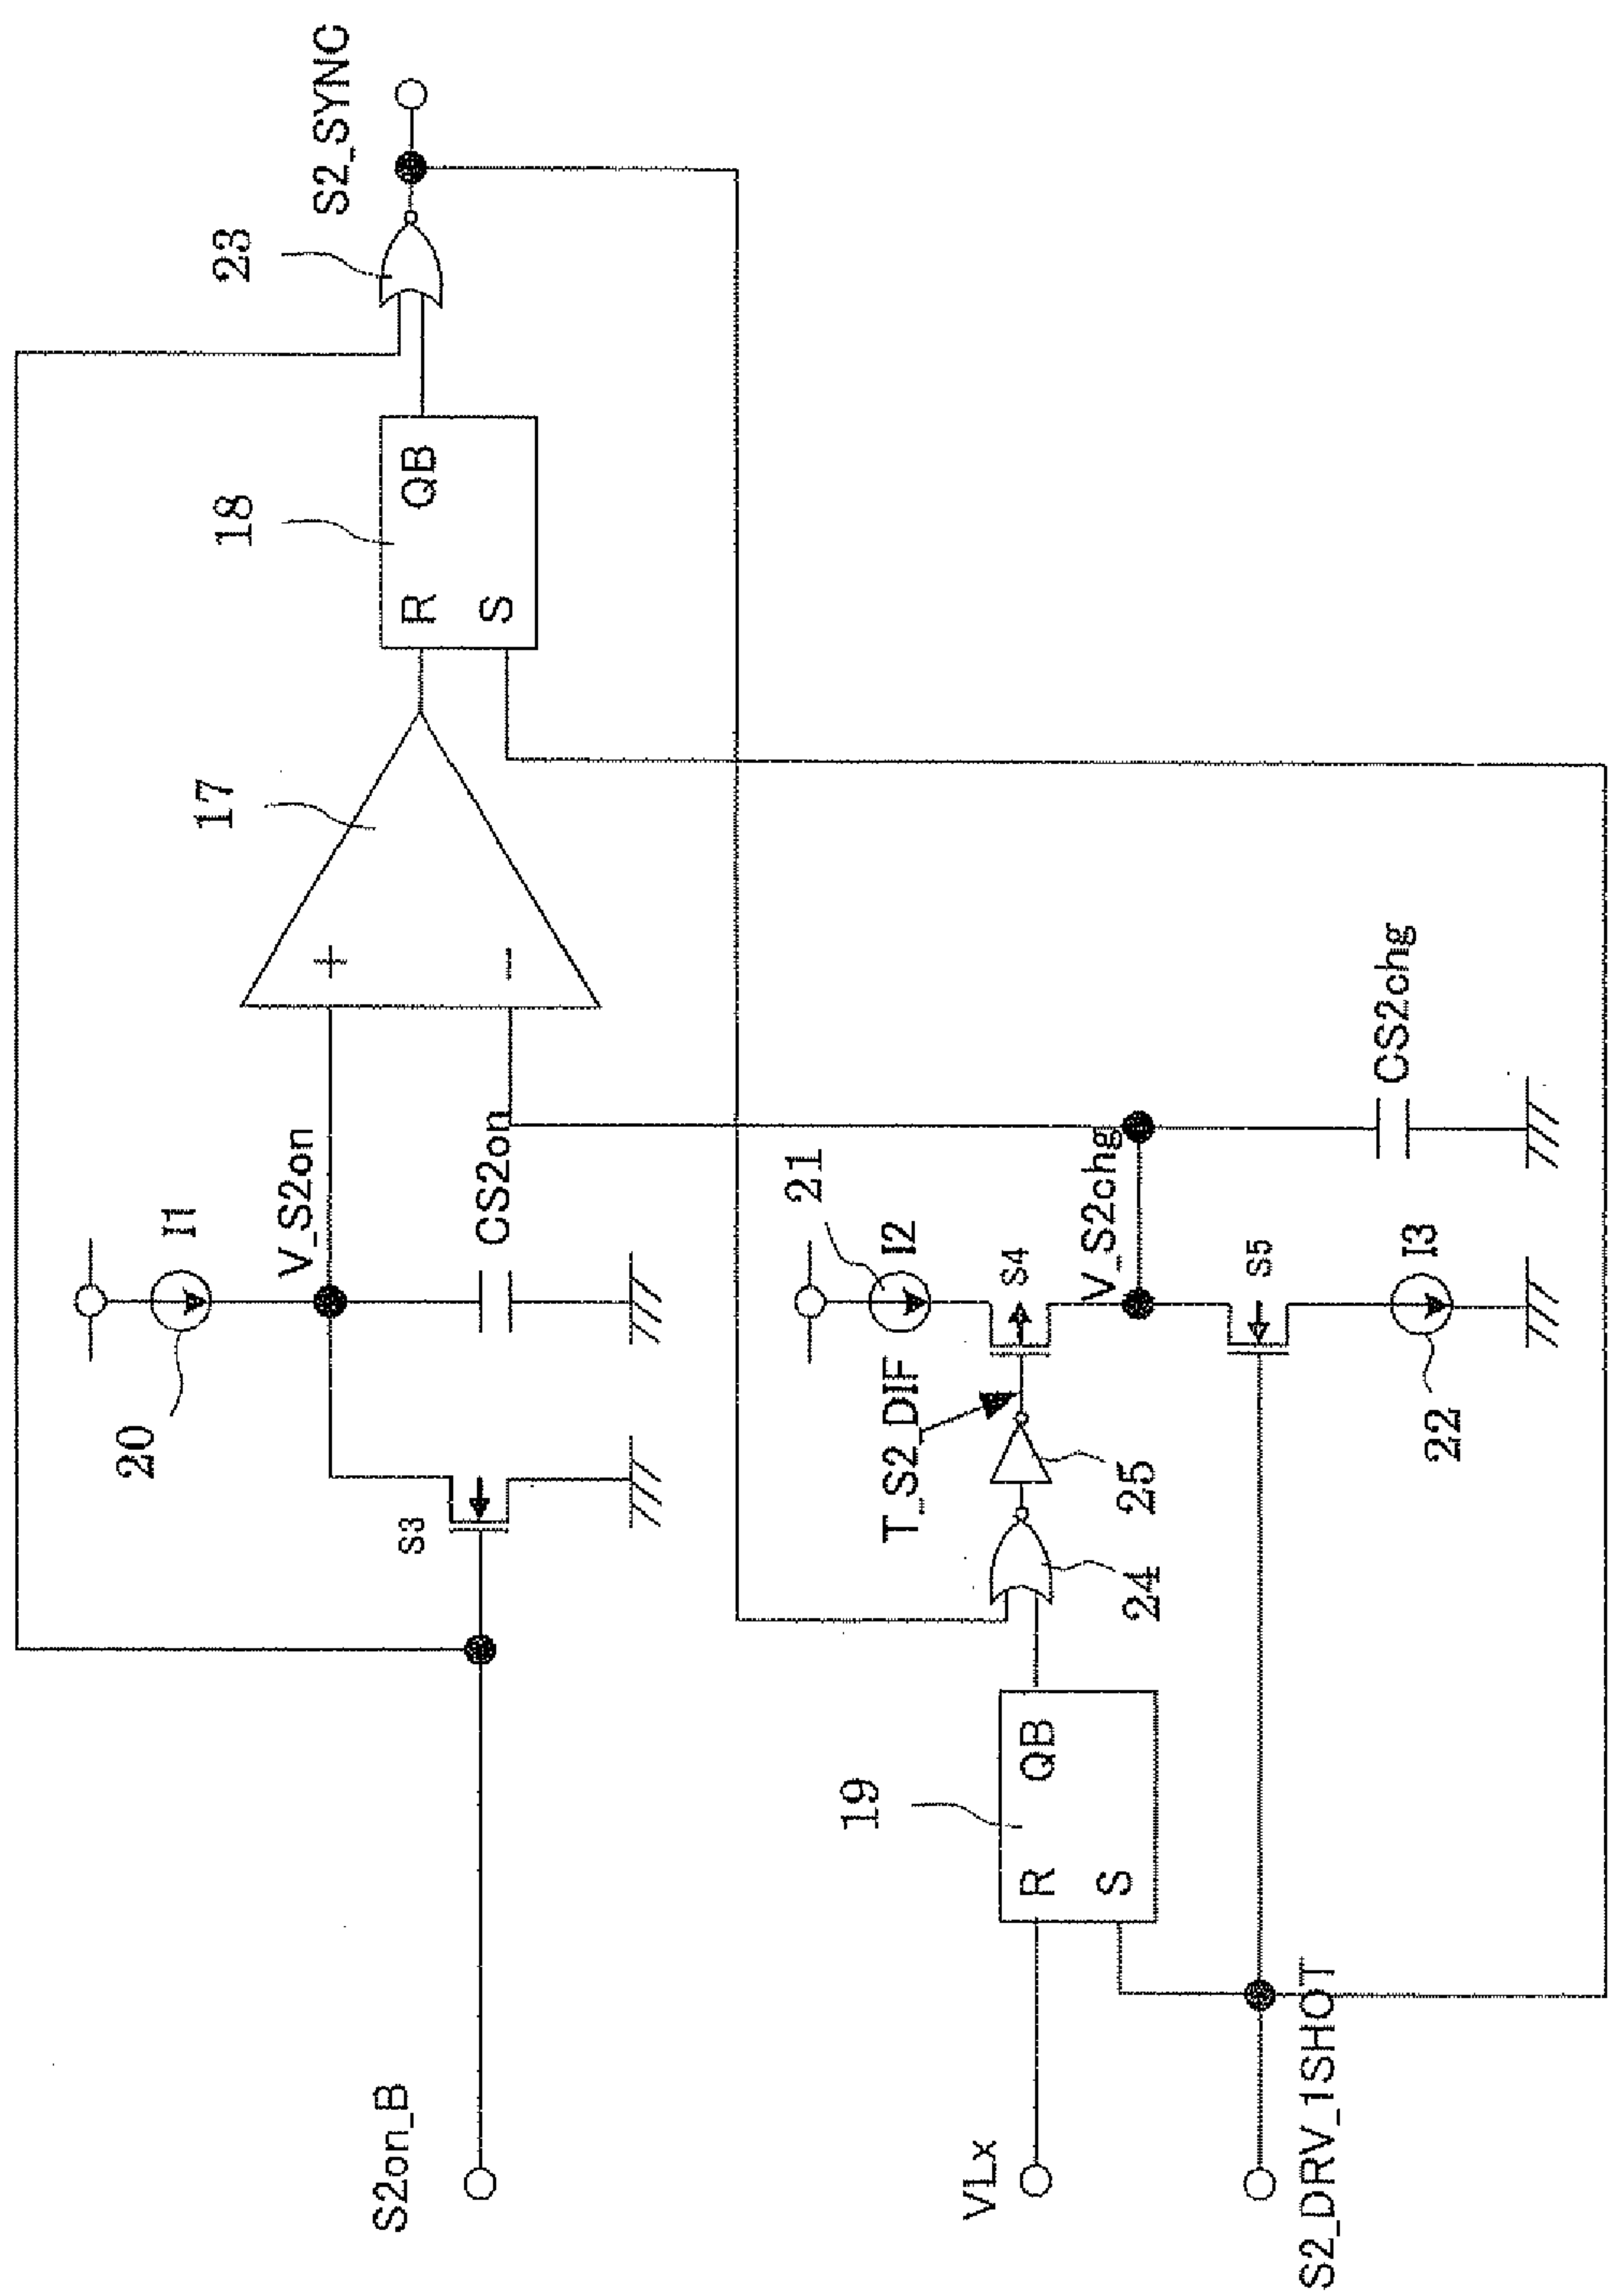 S2on_B
S3
20
I1
V_S2on
CS2on
17
+
−
18
R
QB
S
23
S2_SYNC
VLx
19
R
QB
S
24
25
T_S2_DIF
21
I2
S4
V_S2chg
S5
I3
22
CS2chg
S2_DRV_1SHOT